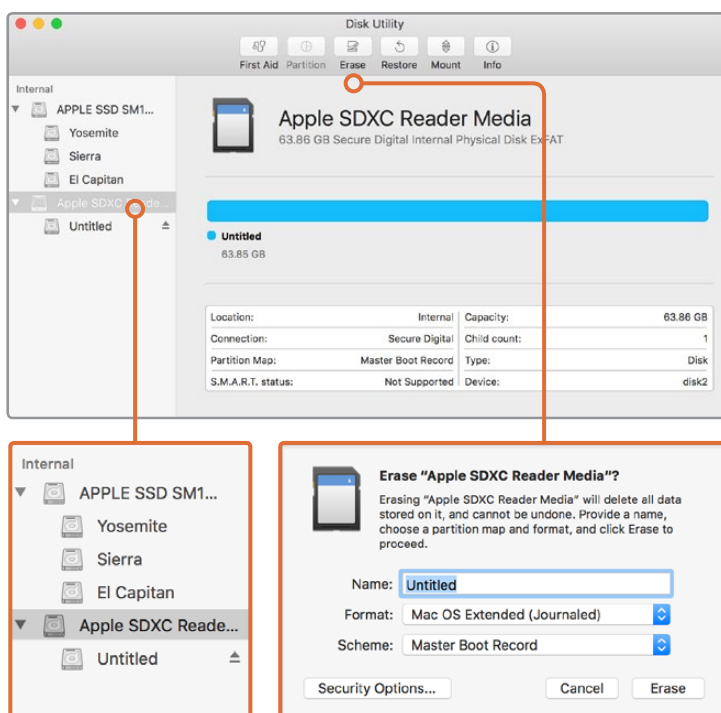 Disk Utility
First Aid Partition Erase Restore Mount Info
Internal
APPLE SSD SM1...
Yosemite
Sierra
El Capitan
Apple SDXC Reade...
Untitled
Apple SDXC Reader Media
63.86 GB Secure Digital Internal Physical Disk ExFAT
Untitled
63.85 GB
Location: Internal Capacity: 63.86 GB
Connection: Secure Digital Child count: 1
Partition Map: Master Boot Record Type: Disk
S.M.A.R.T. status: Not Supported Device: disk2
Internal
APPLE SSD SM1...
Yosemite
Sierra
El Capitan
Apple SDXC Reade...
Untitled
Erase “Apple SDXC Reader Media”?
Erasing “Apple SDXC Reader Media” will delete all data
stored on it, and cannot be undone. Provide a name,
choose a partition map and format, and click Erase to
proceed.
Name: Untitled
Format: Mac OS Extended (Journaled)
Scheme: Master Boot Record
Security Options... Cancel Erase